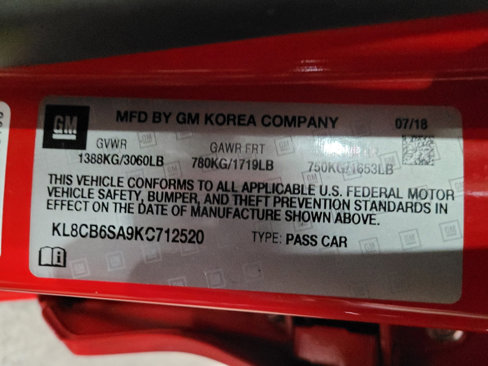 GM
MFD BY GM KOREA COMPANY 07/18
GVWR GAWR FRT
1388KG/3060LB 780KG/1719LB 750KG/1653LB
THIS VEHICLE CONFORMS TO ALL APPLICABLE U.S. FEDERAL MOTOR
VEHICLE SAFETY, BUMPER, AND THEFT PREVENTION STANDARDS IN
EFFECT ON THE DATE OF MANUFACTURE SHOWN ABOVE.
KL8CB6SA9KC712520 TYPE: PASS CAR